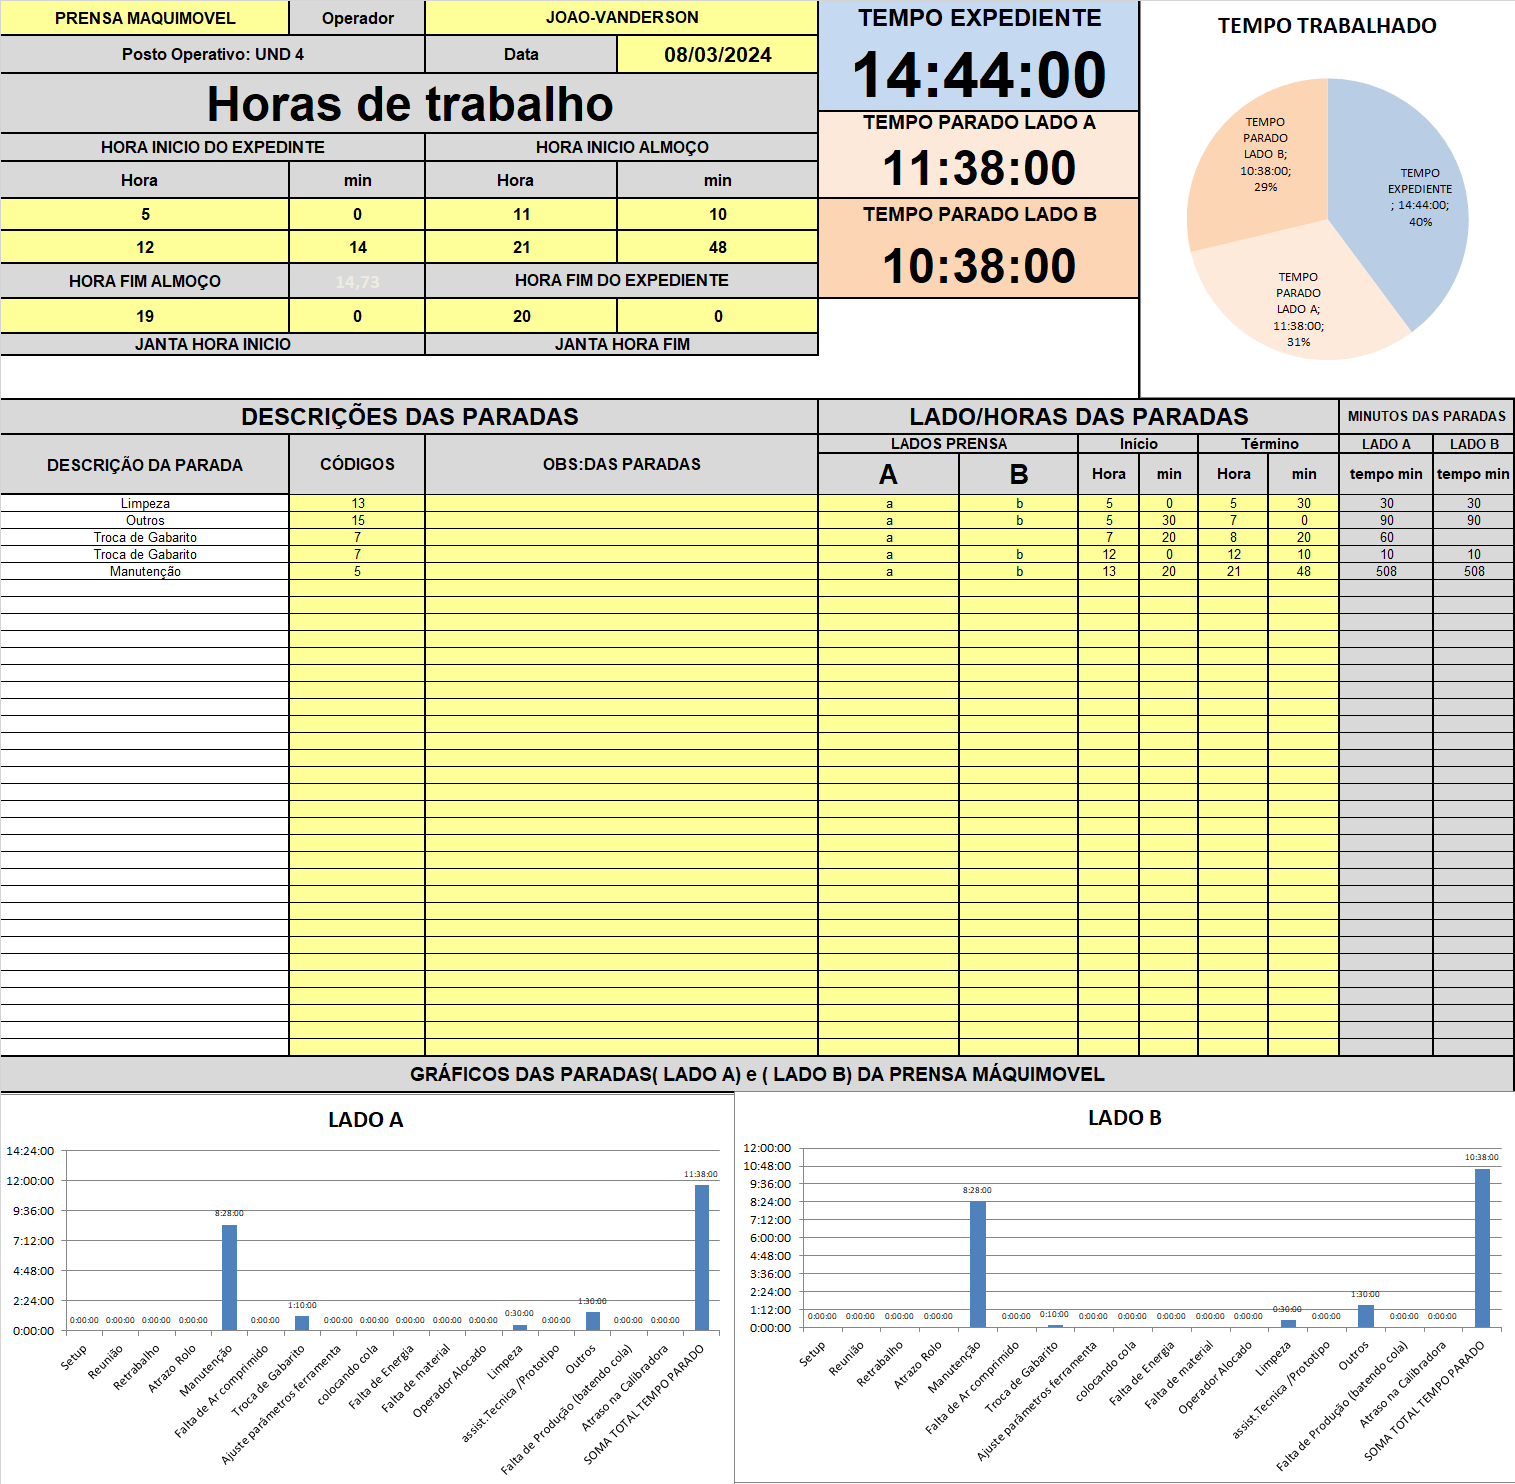 PRENSA MAQUIMOVEL Operador JOAO-VANDERSON
Posto Operativo: UND 4 Data 08/03/2024
Horas de trabalho
HORA INICIO DO EXPEDINTE HORA INICIO ALMOÇO
Hora min Hora min
5 0 11 10
12 14 21 48
HORA FIM ALMOÇO 14,73 HORA FIM DO EXPEDIENTE
19 0 20 0
JANTA HORA INICIO JANTA HORA FIM
TEMPO EXPEDIENTE
14:44:00
TEMPO PARADO LADO A
11:38:00
TEMPO PARADO LADO B
10:38:00
TEMPO TRABALHADO
TEMPO
PARADO
LADO B;
10:38:00;
29%
TEMPO
EXPEDIENTE
; 14:44:00;
40%
TEMPO
PARADO
LADO A;
11:38:00;
31%
DESCRIÇÕES DAS PARADAS LADO/HORAS DAS PARADAS MINUTOS DAS PARADAS
DESCRIÇÃO DA PARADA CÓDIGOS OBS:DAS PARADAS LADOS PRENSA Início Término LADO A LADO B
A B Hora min Hora min tempo min tempo min
Limpeza 13 a b 5 0 5 30 30 30
Outros 15 a b 5 30 7 0 90 90
Troca de Gabarito 7 a 7 20 8 20 60
Troca de Gabarito 7 a b 12 0 12 10 10 10
Manutenção 5 a b 13 20 21 48 508 508
GRÁFICOS DAS PARADAS( LADO A) e ( LADO B) DA PRENSA MÁQUIMOVEL
LADO A
14:24:00
12:00:00
9:36:00
7:12:00
4:48:00
2:24:00
0:00:00
0:00:00 0:00:00 0:00:00 0:00:00 8:28:00 0:00:00 1:10:00 0:00:00 0:00:00 0:00:00 0:00:00 0:00:00 0:30:00 0:00:00 1:30:00 0:00:00 0:00:00 11:38:00
Setup
Reunião
Retrabalho
Atrazo Rolo
Manutenção
Falta de Ar comprimido
Troca de Gabarito
Ajuste parâmetros ferramenta
colocando cola
Falta de Energia
Falta de material
Operador Alocado
Limpeza
assist.Tecnica /Prototipo
Outros
Falta de Produção (batendo cola)
Atraso na Calibradora
SOMA TOTAL TEMPO PARADO
LADO B
12:00:00
10:48:00
9:36:00
8:24:00
7:12:00
6:00:00
4:48:00
3:36:00
2:24:00
1:12:00
0:00:00
0:00:00 0:00:00 0:00:00 0:00:00 8:28:00 0:00:00 0:10:00 0:00:00 0:00:00 0:00:00 0:00:00 0:00:00 0:30:00 0:00:00 1:30:00 0:00:00 0:00:00 10:38:00
Setup
Reunião
Retrabalho
Atrazo Rolo
Manutenção
Falta de Ar comprimido
Troca de Gabarito
Ajuste parâmetros ferramenta
colocando cola
Falta de Energia
Falta de material
Operador Alocado
Limpeza
assist.Tecnica /Prototipo
Outros
Falta de Produção (batendo cola)
Atraso na Calibradora
SOMA TOTAL TEMPO PARADO